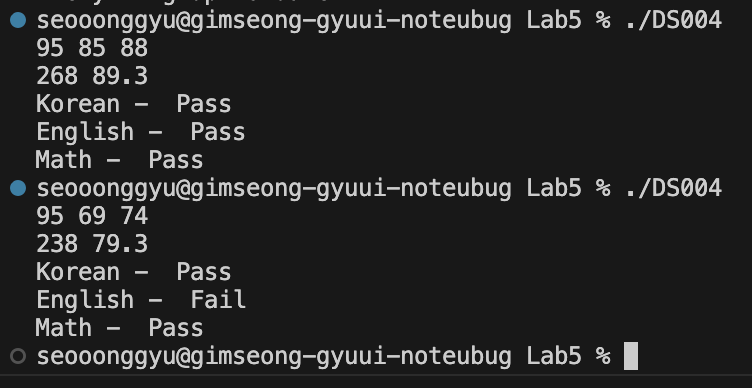 seooonggyu@gimseong-gyuui-noteubug Lab5 % ./DS004
95 85 88
268 89.3
Korean -  Pass
English -  Pass
Math -  Pass
seooonggyu@gimseong-gyuui-noteubug Lab5 % ./DS004
95 69 74
238 79.3
Korean -  Pass
English -  Fail
Math -  Pass
seooonggyu@gimseong-gyuui-noteubug Lab5 %